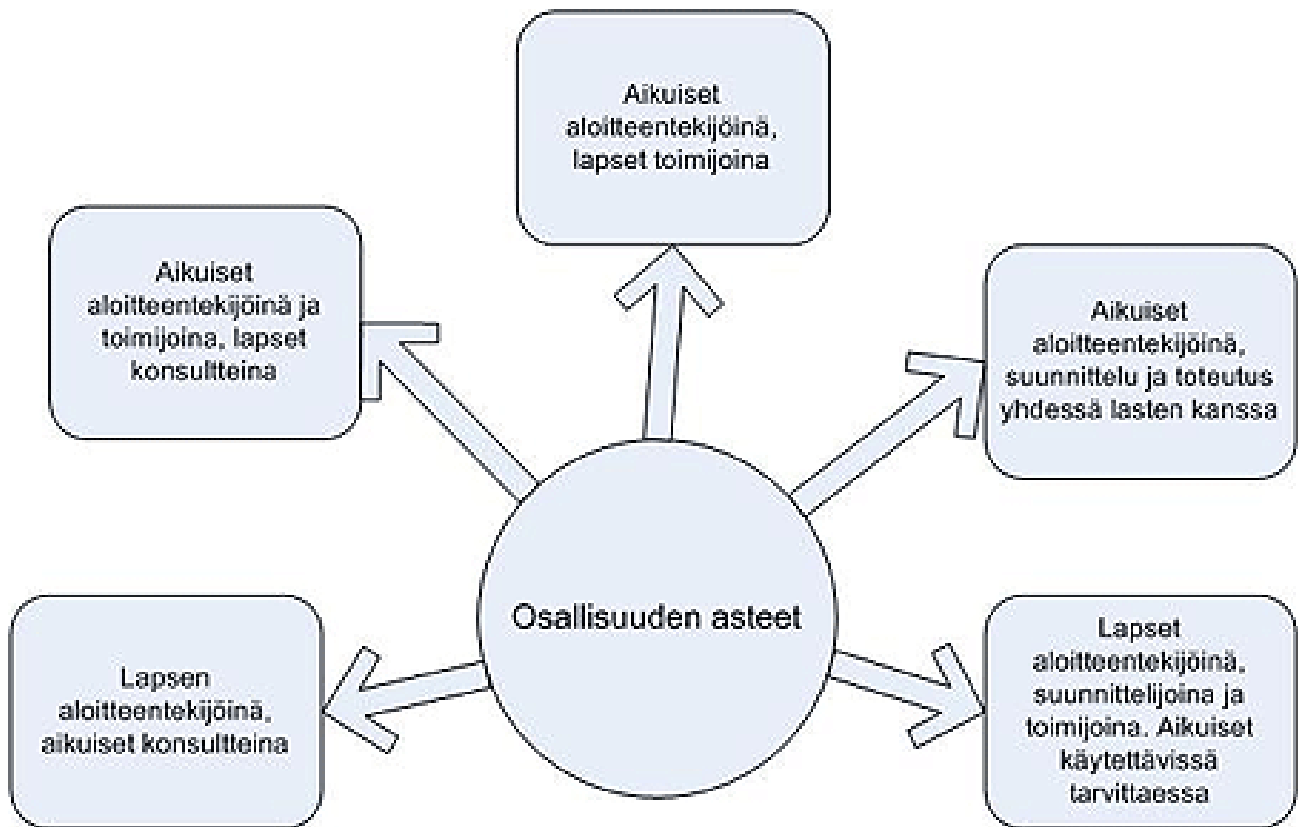 Aikuiset
aloitteentekijöinä,
lapset toimijoina
Aikuiset
aloitteentekijöinä ja
toimijoina, lapset
konsultteina
Aikuiset
aloitteentekijöinä,
suunnittelu ja toteutus
yhdessä lasten kanssa
Osallisuuden asteet
Lapsen
aloitteentekijöinä,
aikuiset konsultteina
Lapset
aloitteentekijöinä,
suunnittelijoina ja
toimijoina. Aikuiset
käytettävissä
tarvittaessa